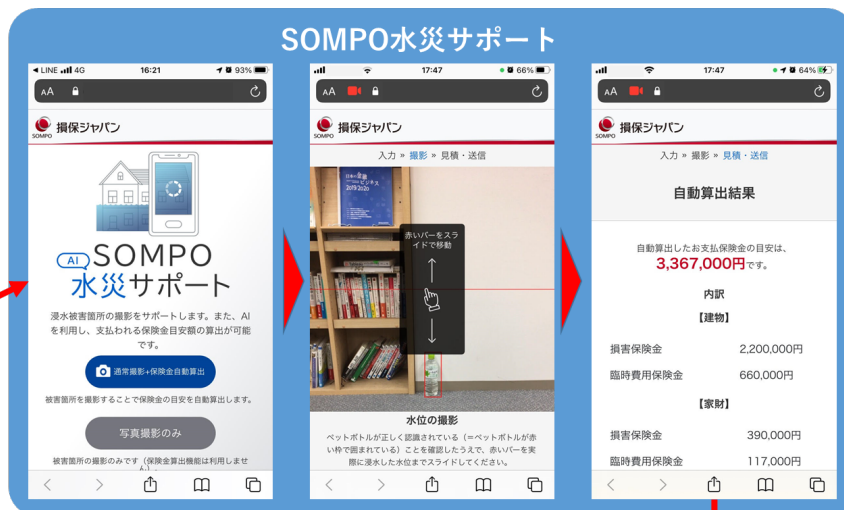 SOMPO水災サポート
LINE 4G 16:21 93%
AA
SOMPO 損保ジャパン
AI SOMPO
水災サポート
浸水被害箇所の撮影をサポートします。また、AI
を利用し、支払われる保険金目安額の算出が可能
です。
通常撮影+保険金自動算出
被害箇所を撮影することで保険金の目安を自動算出します。
写真撮影のみ
被害箇所の撮影のみです（保険金算出機能は利用しませ
ん）。
17:47 66%
AA
SOMPO 損保ジャパン
入力 » 撮影 » 見積・送信
日本の金融
ビジネス
2019-2020
赤いバーをスラ
イドで移動
水位の撮影
ペットボトルが正しく認識されている（=ペットボトルが赤
い枠で囲まれている）ことを確認したうえで、赤いバーを実
際に浸水した水位までスライドしてください。
17:47 64%
AA
SOMPO 損保ジャパン
入力 » 撮影 » 見積・送信
自動算出結果
自動算出したお支払保険金の目安は、
3,367,000円です。
内訳
【建物】
損害保険金 2,200,000円
臨時費用保険金 660,000円
【家財】
損害保険金 390,000円
臨時費用保険金 117,000円